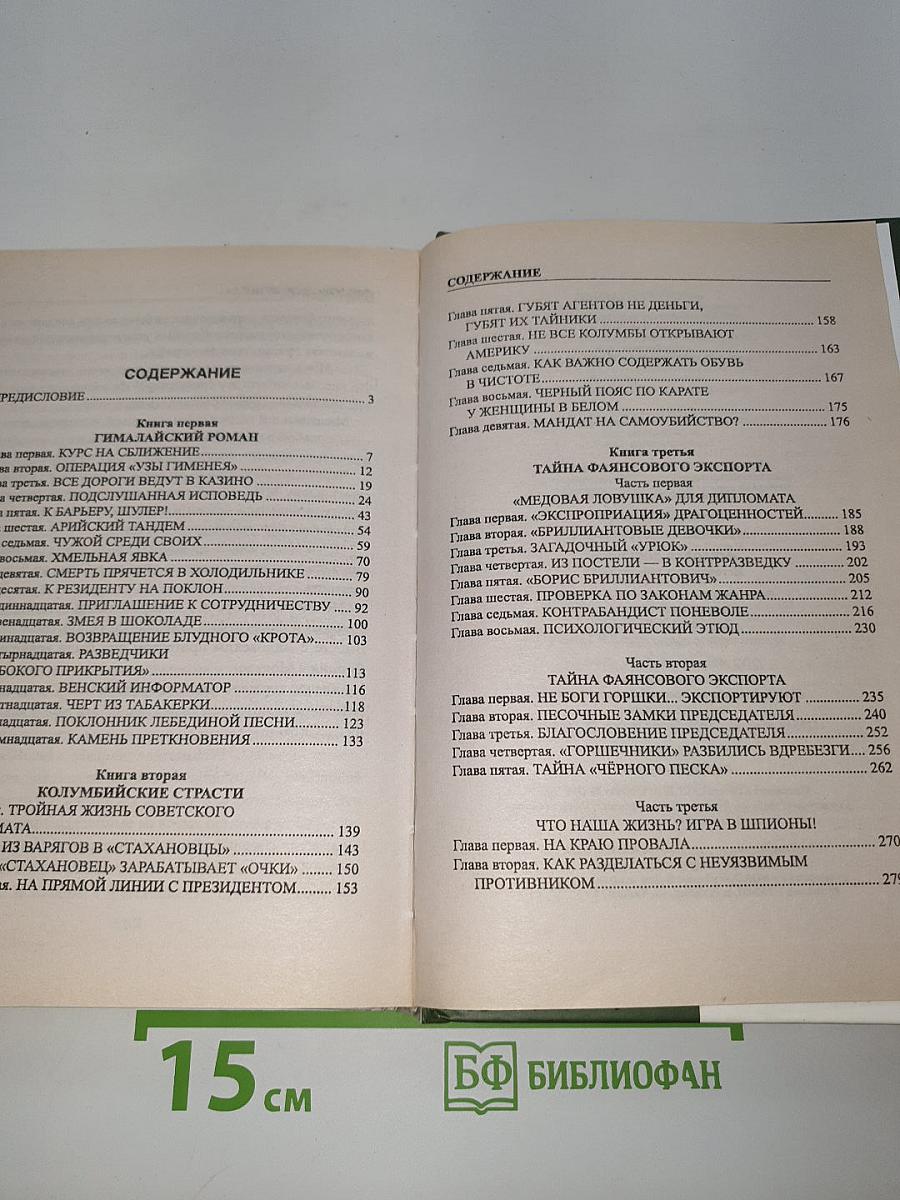 СОДЕРЖАНИЕ
РЕДИСЛОВИЕ 3
Книга первая
ГИМАЛАЙСКИЙ РОМАН
ва первая. КУРС НА СБЛИЖЕНИЕ 7
ва вторая. ОПЕРАЦИЯ «УЗЫ ГИМЕНЕЯ» 12
а третья. ВСЕ ДОРОГИ ВЕДУТ В КАЗИНО 19
а четвертая. ПОДСЛУШАННАЯ ИСПОВЕДЬ 24
пятая. К БАРЬЕРУ, ШУЛЕР! 43
шестая. АРИЙСКИЙ ТАНДЕМ 54
седьмая. ЧУЖОЙ СРЕДИ СВОИХ 59
восьмая. ХМЕЛЬНАЯ ЯВКА 70
девятая. СМЕРТЬ ПРЯЧЕТСЯ В ХОЛОДИЛЬНИКЕ 79
десятая. К РЕЗИДЕНТУ НА ПОКЛОН 90
диннадцатая. ПРИГЛАШЕНИЕ К СОТРУДНИЧЕСТВУ 92
венадцатая. ЗМЕЯ В ШОКОЛАДЕ 100
инадцатая. ВОЗВРАЩЕНИЕ БЛУДНОГО «КРОТА» 103
тырнадцатая. РАЗВЕДЧИКИ
БОКОГО ПРИКРЫТИЯ» 113
надцатая. ВЕНСКИЙ ИНФОРМАТОР 116
тнадцатая. ЧЕРТ ИЗ ТАБАКЕРКИ 118
надцатая. ПОКЛОННИК ЛЕБЕДИНОЙ ПЕСНИ 123
мнадцатая. КАМЕНЬ ПРЕТКНОВЕНИЯ 133
Книга вторая
КОЛУМБИЙСКИЕ СТРАСТИ
. ТРОЙНАЯ ЖИЗНЬ СОВЕТСКОГО
МАТА 139
ИЗ ВАРЯГОВ В «СТАХАНОВЦЫ» 143
«СТАХАНОВЕЦ» ЗАРАБАТЫВАЕТ «ОЧКИ» 150
я. НА ПРЯМОЙ ЛИНИИ С ПРЕЗИДЕНТОМ 153
СОДЕРЖАНИЕ
Глава пятая. ГУБЯТ АГЕНТОВ НЕ ДЕНЬГИ,
ГУБЯТ ИХ ТАЙНИКИ 158
Глава шестая. НЕ ВСЕ КОЛУМБЫ ОТКРЫВАЮТ
АМЕРИКУ 163
Глава седьмая. КАК ВАЖНО СОДЕРЖАТЬ ОБУВЬ
В ЧИСТОТЕ 167
Глава восьмая. ЧЕРНЫЙ ПОЯС ПО КАРАТЕ
У ЖЕНЩИНЫ В БЕЛОМ 175
Глава девятая. МАНДАТ НА САМОУБИЙСТВО? 176
Книга третья
ТАЙНА ФАЯНСОВОГО ЭКСПОРТА
Часть первая
«МЕДОВАЯ ЛОВУШКА» ДЛЯ ДИПЛОМАТА
Глава первая. «ЭКСПРОПРИАЦИЯ» ДРАГОЦЕННОСТЕЙ 185
Глава вторая. «БРИЛЛИАНТОВЫЕ ДЕВОЧКИ» 188
Глава третья. ЗАГАДОЧНЫЙ «УРЮК» 193
Глава четвертая. ИЗ ПОСТЕЛИ — В КОНТРРАЗВЕДКУ 202
Глава пятая. «БОРИС БРИЛЛИАНТОВИЧ» 205
Глава шестая. ПРОВЕРКА ПО ЗАКОНАМ ЖАНРА 212
Глава седьмая. КОНТРАБАНДИСТ ПОНЕВОЛЕ 216
Глава восьмая. ПСИХОЛОГИЧЕСКИЙ ЭТЮД 230
Часть вторая
ТАЙНА ФАЯНСОВОГО ЭКСПОРТА
Глава первая. НЕ БОГИ ГОРШКИ... ЭКСПОРТИРУЮТ 235
Глава вторая. ПЕСОЧНЫЕ ЗАМКИ ПРЕДСЕДАТЕЛЯ 240
Глава третья. БЛАГОСЛОВЕНИЕ ПРЕДСЕДАТЕЛЯ 252
Глава четвертая. «ГОРШЕЧНИКИ» РАЗБИЛИСЬ ВДРЕБЕЗГИ 256
Глава пятая. ТАЙНА «ЧЁРНОГО ПЕСКА» 262
Часть третья
ЧТО НАША ЖИЗНЬ? ИГРА В ШПИОНЫ!
Глава первая. НА КРАЮ ПРОВАЛА 270
Глава вторая. КАК РАЗДЕЛАТЬСЯ С НЕУЯЗВИМЫМ
ПРОТИВНИКОМ 279
15 см
БФ БИБЛИОФАН